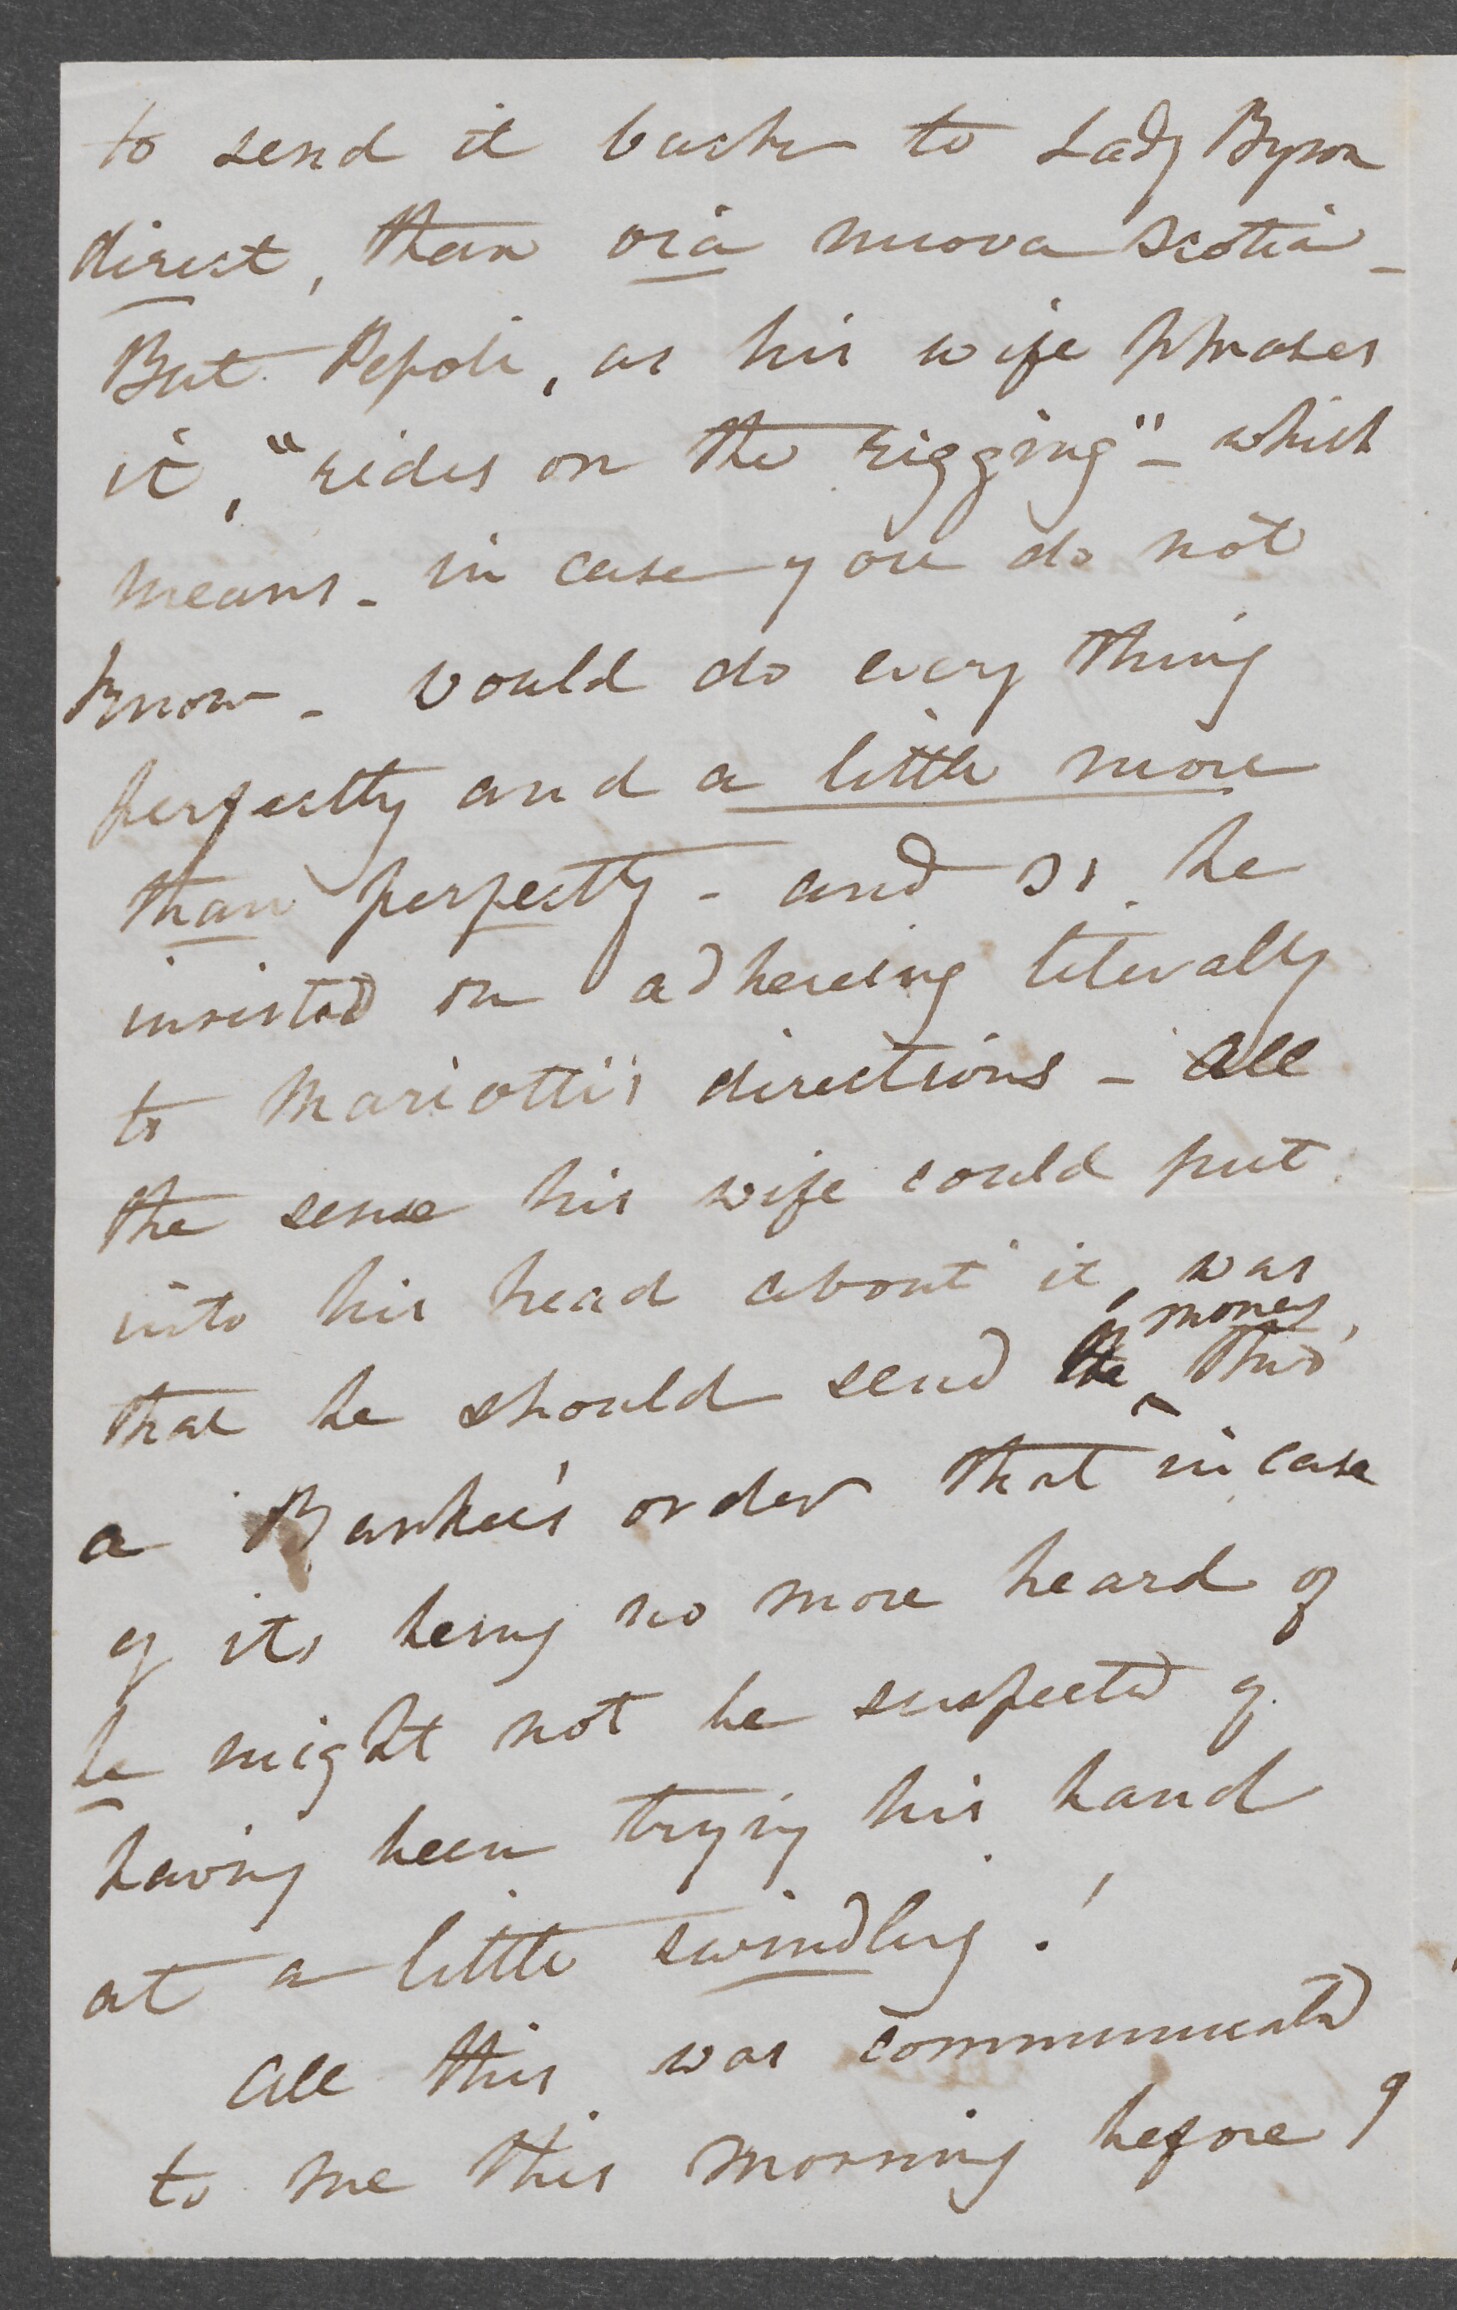 to send it back to Lady Byron
direct, than via nuova Scotia –
But Pepoli, as his wife phrases
it, "rides on the rigging" – which
means – in case you do not
know – would do every thing
perfectly and a little more
than perfectly – and so he
insisted on adhereing literally
to Mariotti's directions – All
the sense his wife could put
into his head about it, was
that he should send the money, thro'
a Banker's order that in case
of its being no more heard of
he might not be suspected of
having been trying his hand
at a little swindling!
All this was communicated
to me this morning before 9